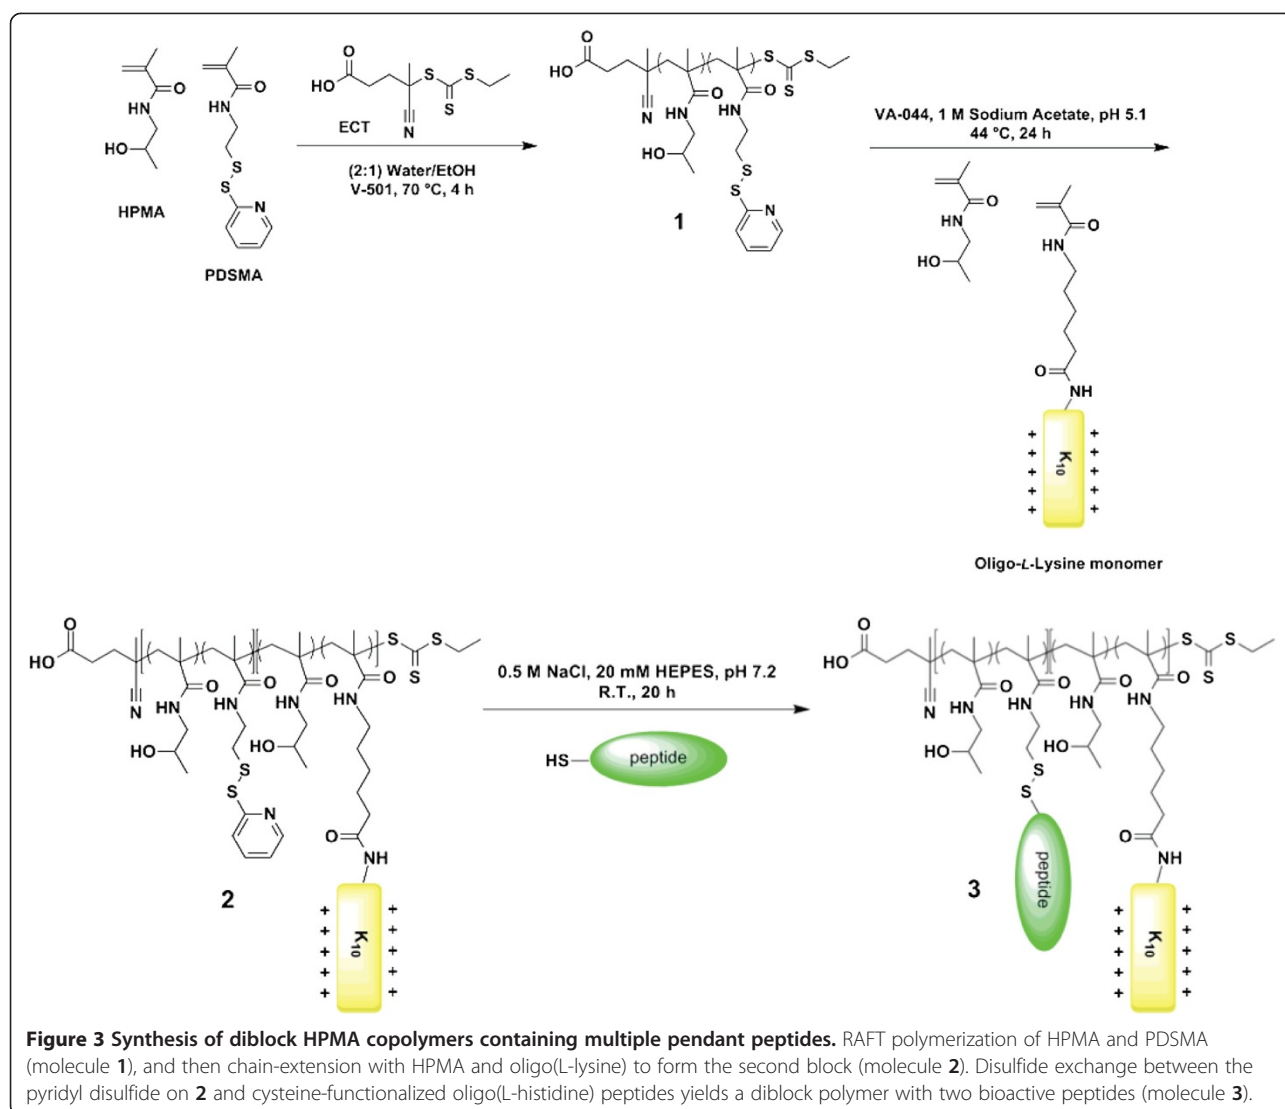 O
N
H
HO
HPMA
O
HN
S
S
N
PDSMA
O
HO
S
S
S
N
ECT
(2:1) Water/EtOH
V-501, 70 °C, 4 h
O
HO
S
S
S
N
O
HN
HO
O
NH
S
S
N
1
VA-044, 1 M Sodium Acetate, pH 5.1
44 °C, 24 h
O
NH
HO
O
HN
O
NH
+ + + + +
K10
+ + + + +
Oligo-L-Lysine monomer
O
HO
N
O
HN
HO
O
HN
S
S
N
O
HN
HO
O
NH
O
NH
S
S
S
2
+ + + + +
K10
+ + + + +
0.5 M NaCl, 20 mM HEPES, pH 7.2
R.T., 20 h
HS
peptide
O
HO
N
O
HN
HO
O
HN
S
S
peptide
O
HN
HO
O
NH
O
NH
S
S
S
3
+ + + + +
K10
+ + + + +
Figure 3 Synthesis of diblock HPMA copolymers containing multiple pendant peptides. RAFT polymerization of HPMA and PDSMA
(molecule 1), and then chain-extension with HPMA and oligo(L-lysine) to form the second block (molecule 2). Disulfide exchange between the
pyridyl disulfide on 2 and cysteine-functionalized oligo(L-histidine) peptides yields a diblock polymer with two bioactive peptides (molecule 3).